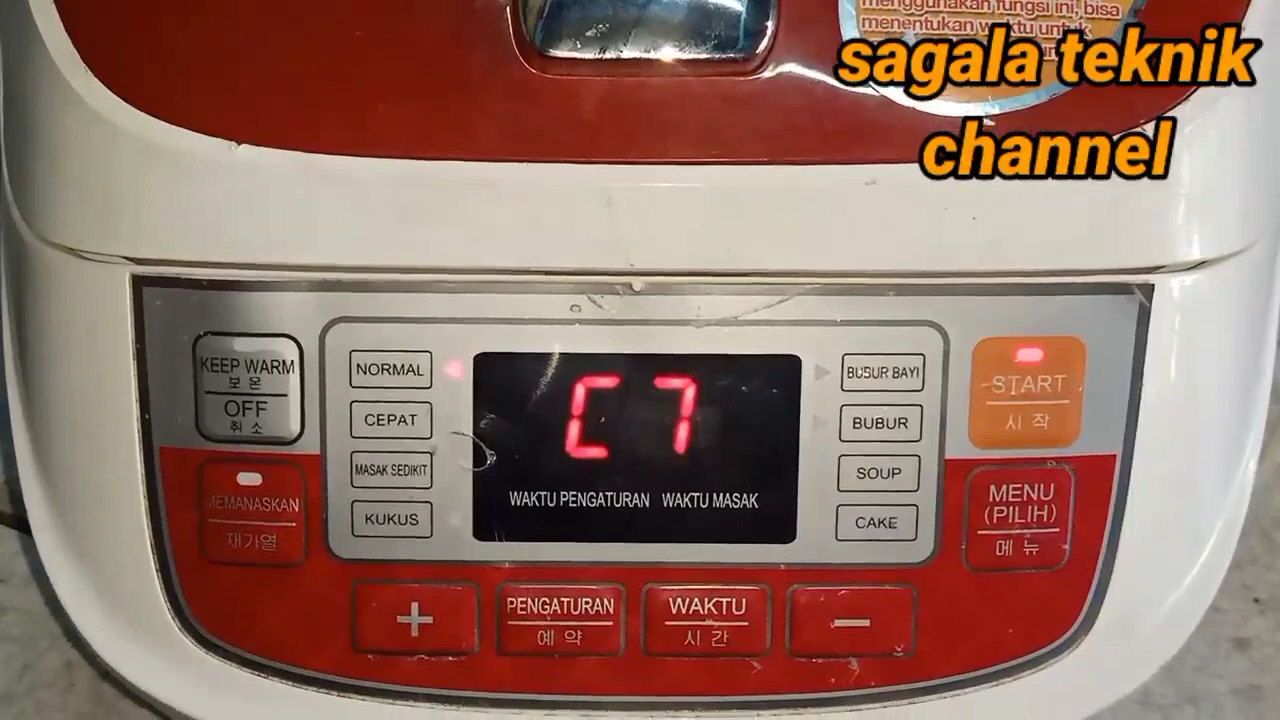 menggunakan fungsi ini, bisa
menentukan waktu untuk
sagala teknik
channel
KEEP WARM
보 온
OFF
취 소
NORMAL
CEPAT
MASAK SEDIKIT
KUKUS
C7
WAKTU PENGATURAN WAKTU MASAK
BUBUR BAYI
BUBUR
SOUP
CAKE
START
시 작
MEMANASKAN
재가열
MENU
(PILIH)
메 뉴
+
PENGATURAN
예 약
WAKTU
시 간
−